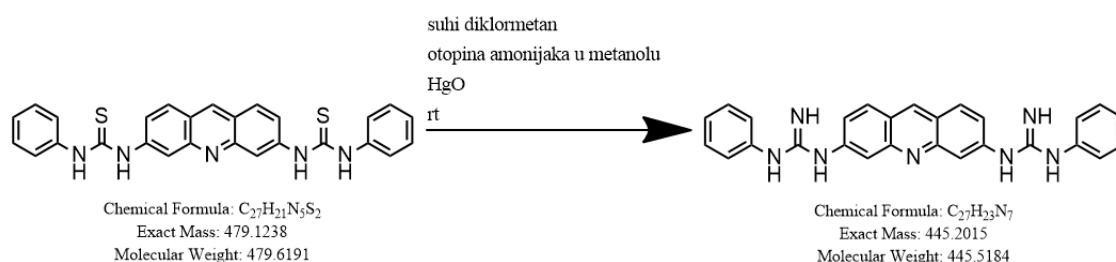 suhi diklormetan
otopina amonijaka u metanolu
HgO
rt
S
S
N
H
N
H
N
N
H
N
H
Chemical Formula: C₂₇H₂₁N₅S₂
Exact Mass: 479.1238
Molecular Weight: 479.6191
NH
NH
N
H
N
H
N
N
H
N
H
Chemical Formula: C₂₇H₂₃N₇
Exact Mass: 445.2015
Molecular Weight: 445.5184